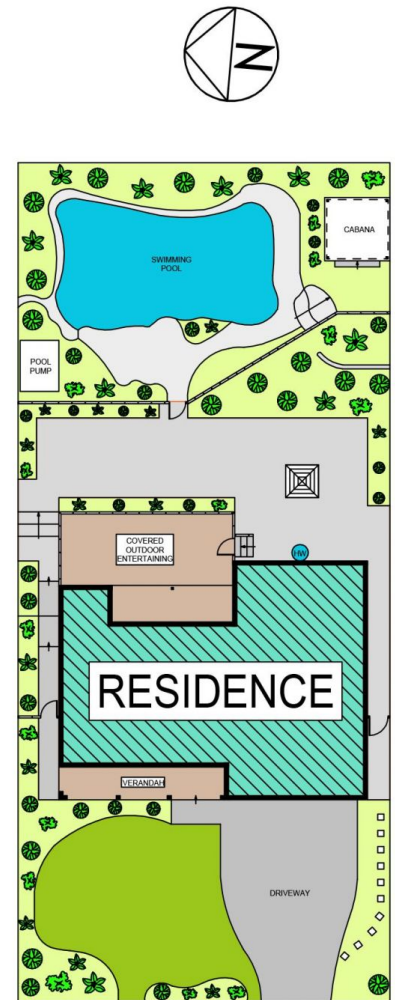 N
CABANA
SWIMMING
POOL
POOL
PUMP
COVERED
OUTDOOR
ENTERTAINING
HW
RESIDENCE
VERANDAH
DRIVEWAY